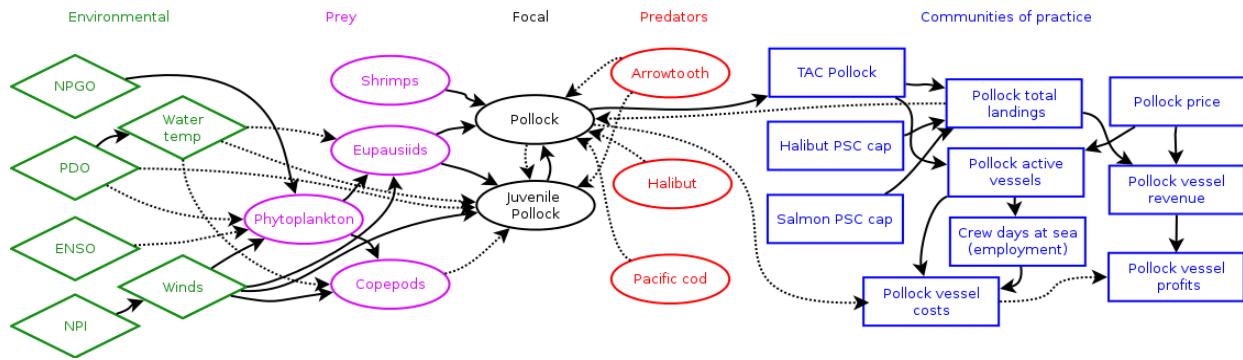 Environmental
Prey
Focal
Predators
Communities of practice
NPGO
Water
temp
PDO
ENSO
Winds
NPI
Shrimps
Eupausiids
Phytoplankton
Copepods
Pollock
Juvenile
Pollock
Arrowtooth
Halibut
Pacific cod
TAC Pollock
Halibut PSC cap
Salmon PSC cap
Pollock total
landings
Pollock active
vessels
Crew days at sea
(employment)
Pollock vessel
costs
Pollock price
Pollock vessel
revenue
Pollock vessel
profits